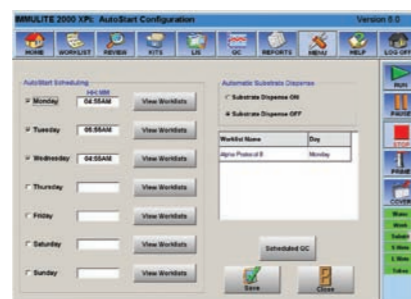 IMMULITE 2000 XPi: AutoStart Configuration Version 5.0
HOME WORKLIST REVIEW KITS LIS QC REPORTS MENU HELP LOG OFF
AutoStart Scheduling
HH:MM
Monday 04:55AM View Worklists
Tuesday 05:55AM View Worklists
Wednesday 04:55AM View Worklists
Thursday View Worklists
Friday View Worklists
Saturday View Worklists
Sunday View Worklists
Automatic Substrate Dispense
Substrate Dispense ON
Substrate Dispense OFF
Worklist Name Day
Alpha Protocol B Monday
Scheduled QC
Save Close
RUN
PAUSE
STOP
PRIME
COVER
Water